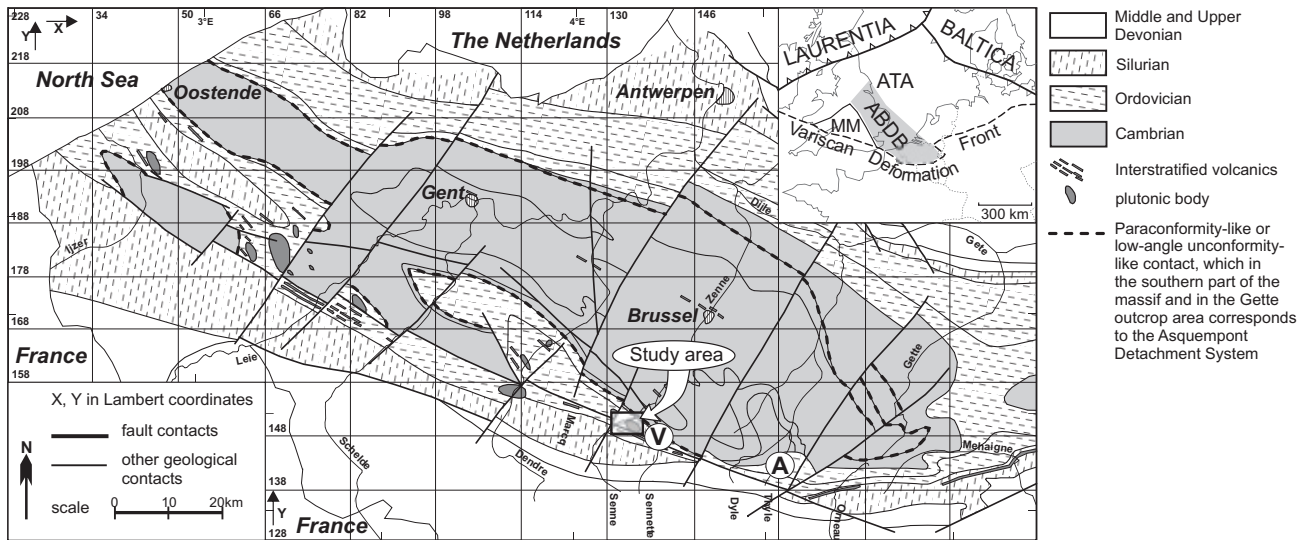 228
34
50
3°E
66
82
98
114
4°E
130
146
Y
X
218
208
198
188
178
168
158
148
138
128
The Netherlands
North Sea
Oostende
Antwerpen
Gent
Brussel
Study area
France
France
Ijzer
Leie
Schelde
Dendre
Marcq
Senne
Sennette
Dyle
Thyle
Orneau
Mehaigne
Gette
Gete
Dijle
Zenne
V
A
X, Y in Lambert coordinates
fault contacts
other geological
contacts
N
scale
0
10
20km
Y
LAURENTIA
BALTICA
ATA
ABDB
MM
Variscan
Deformation
Front
300 km
Middle and Upper
Devonian
Silurian
Ordovician
Cambrian
Interstratified volcanics
plutonic body
Paraconformity-like or
low-angle unconformity-
like contact, which in
the southern part of the
massif and in the Gette
outcrop area corresponds
to the Asquempont
Detachment System